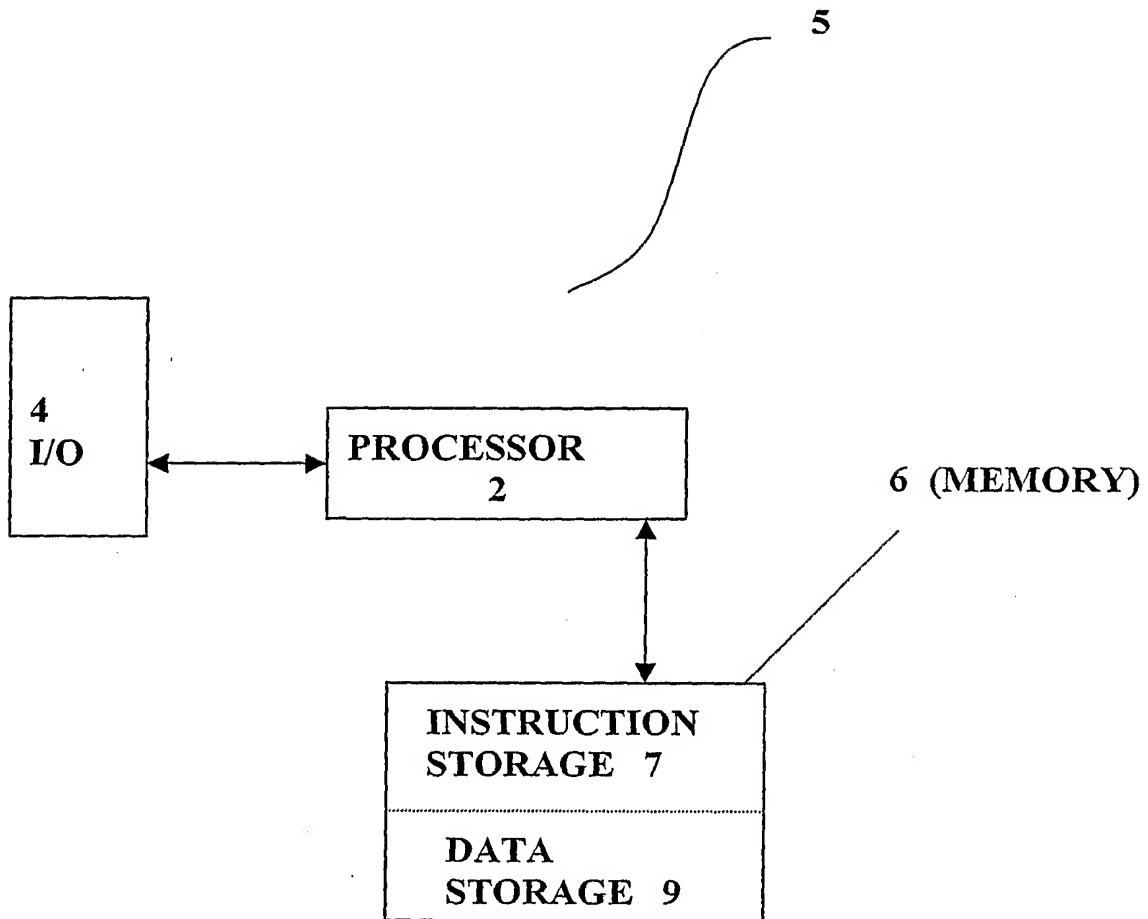 5
4
I/O
PROCESSOR
2
6 (MEMORY)
INSTRUCTION
STORAGE 7
DATA
STORAGE 9